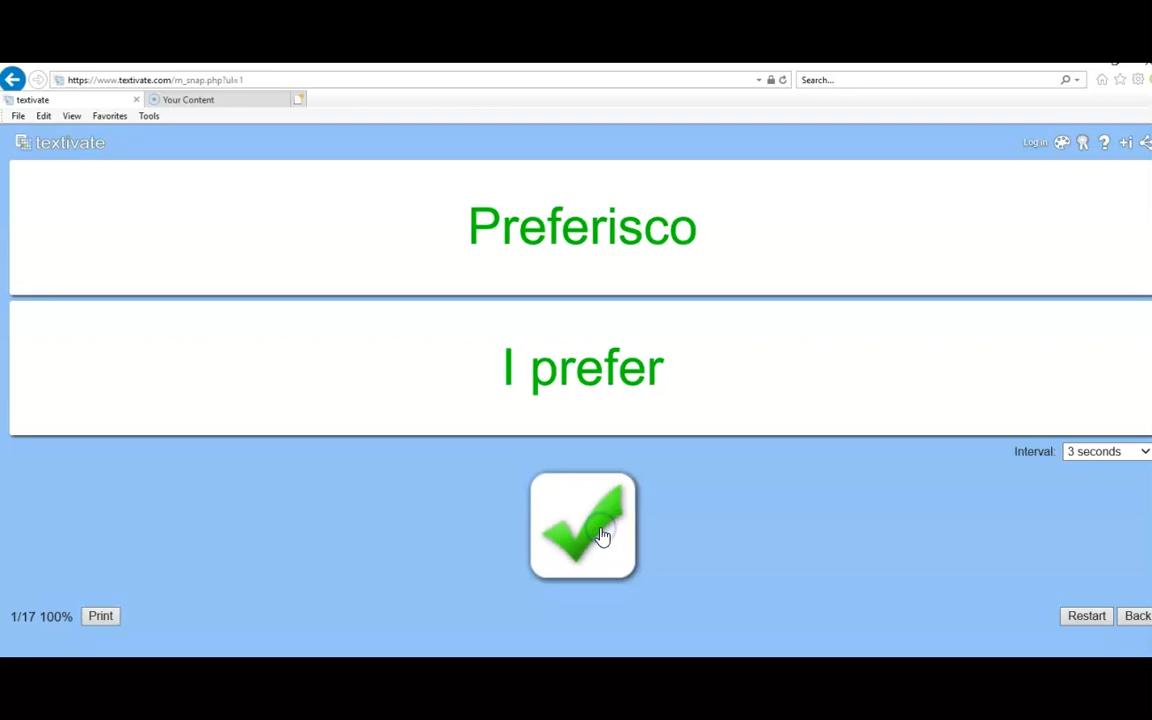 https://www.textivate.com/m_snap.php?ul=1
Search...
textivate
Your Content
File Edit View Favorites Tools
textivate
Log in
?
+i
Preferisco
I prefer
Interval: 3 seconds
1/17 100% Print
Restart Back